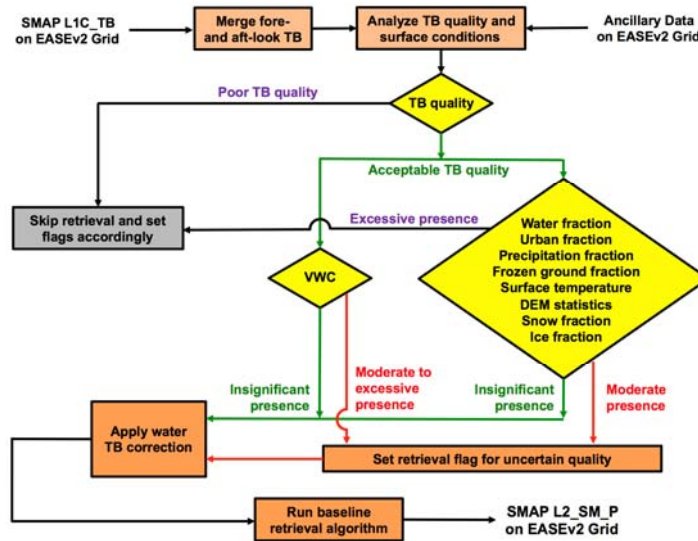 SMAP L1C_TB
on EASEv2 Grid
Merge fore-
and aft-look TB
Analyze TB quality and
surface conditions
Ancillary Data
on EASEv2 Grid
Poor TB quality
TB quality
Acceptable TB quality
Skip retrieval and set
flags accordingly
Excessive presence
Water fraction
Urban fraction
Precipitation fraction
Frozen ground fraction
Surface temperature
DEM statistics
Snow fraction
Ice fraction
VWC
Insignificant
presence
Moderate to
excessive
presence
Insignificant
presence
Moderate
presence
Apply water
TB correction
Set retrieval flag for uncertain quality
Run baseline
retrieval algorithm
SMAP L2_SM_P
on EASEv2 Grid